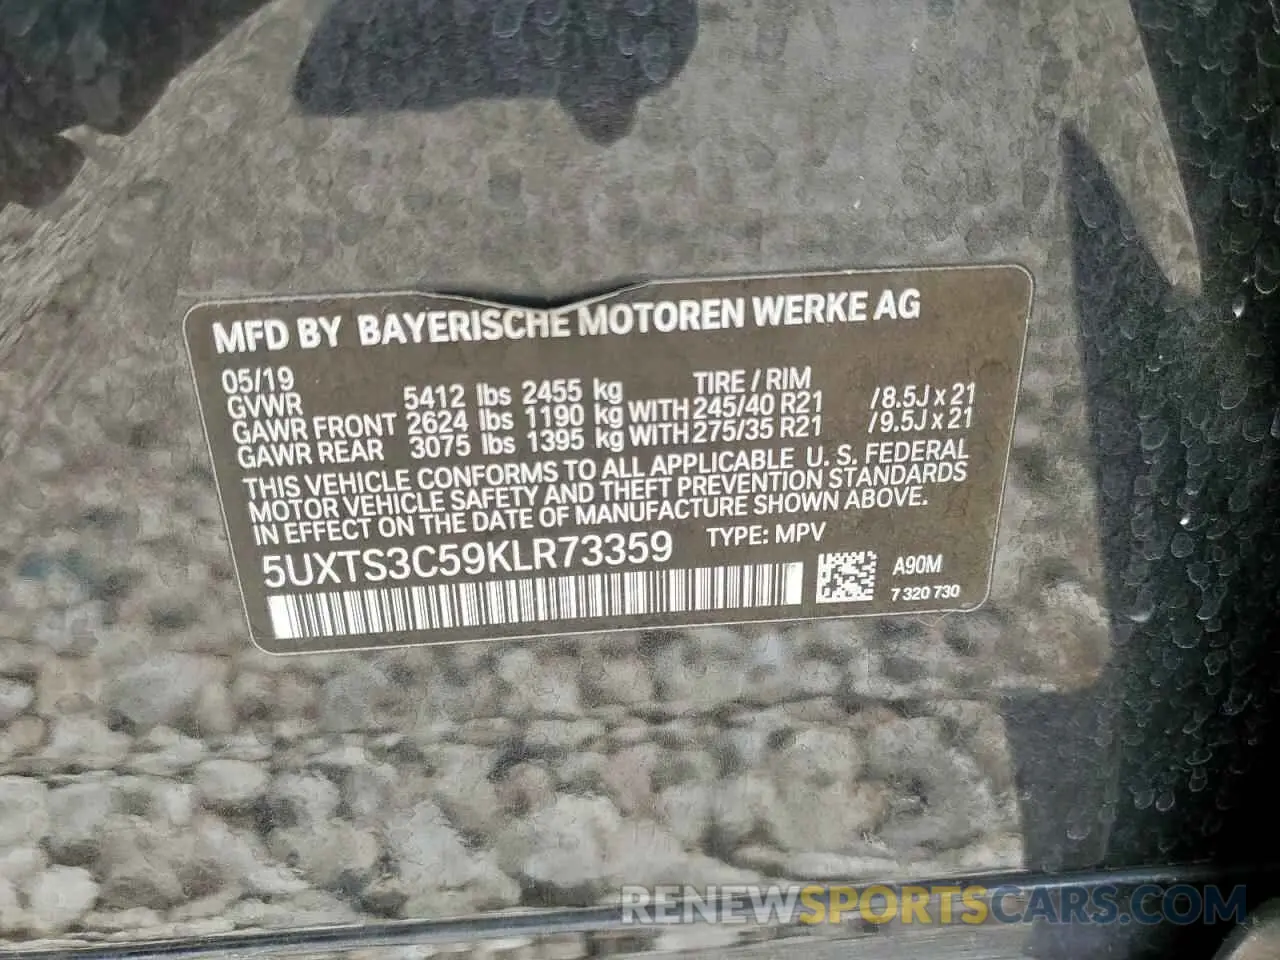 MFD BY BAYERISCHE MOTOREN WERKE AG
05/19
GVWR 5412 lbs 2455 kg TIRE / RIM
GAWR FRONT 2624 lbs 1190 kg WITH 245/40 R21 /8.5J x 21
GAWR REAR 3075 lbs 1395 kg WITH 275/35 R21 /9.5J x 21
THIS VEHICLE CONFORMS TO ALL APPLICABLE U. S. FEDERAL
MOTOR VEHICLE SAFETY AND THEFT PREVENTION STANDARDS
IN EFFECT ON THE DATE OF MANUFACTURE SHOWN ABOVE.
5UXTS3C59KLR73359 TYPE: MPV
A90M
7 320 730
RENEWSPORTSCARS.COM